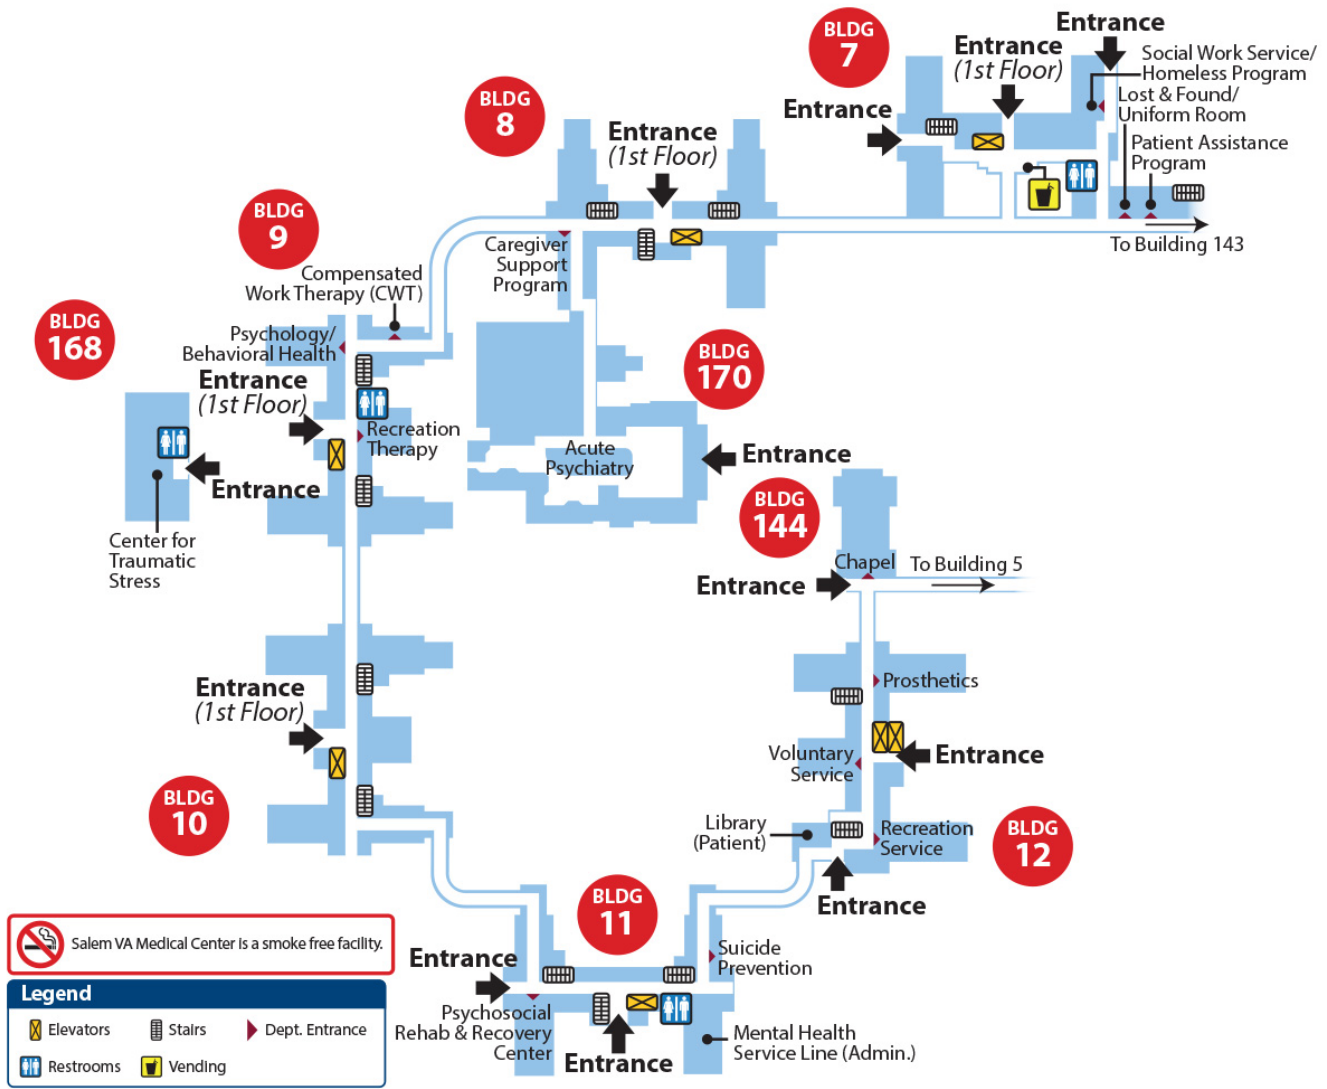 BLDG
7
Entrance
(1st Floor)
Entrance
Entrance
Social Work Service/
Homeless Program
Lost & Found/
Uniform Room
Patient Assistance
Program
To Building 143
BLDG
8
Entrance
(1st Floor)
Caregiver
Support
Program
BLDG
9
Compensated
Work Therapy (CWT)
Psychology/
Behavioral Health
Entrance
(1st Floor)
Recreation
Therapy
BLDG
168
Entrance
Center for
Traumatic
Stress
BLDG
170
Acute
Psychiatry
Entrance
BLDG
144
Chapel
To Building 5
Entrance
Prosthetics
Entrance
Voluntary
Service
Library
(Patient)
Recreation
Service
BLDG
12
Entrance
Entrance
(1st Floor)
BLDG
10
BLDG
11
Entrance
Suicide
Prevention
Psychosocial
Rehab & Recovery
Center
Entrance
Mental Health
Service Line (Admin.)
Salem VA Medical Center is a smoke free facility.
Legend
Elevators
Stairs
Dept. Entrance
Restrooms
Vending